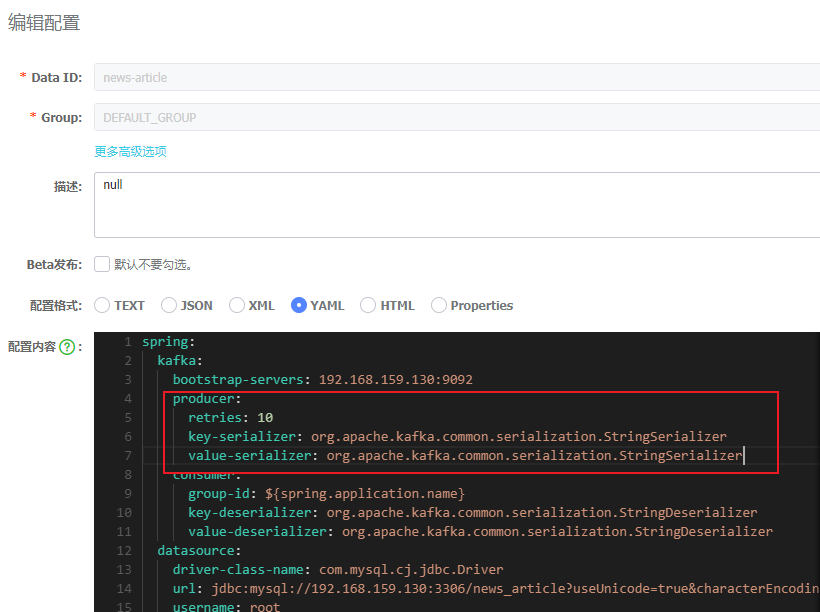 编辑配置
* Data ID: news-article
* Group: DEFAULT_GROUP
更多高级选项
描述: null
Beta发布: 默认不要勾选。
配置格式: TEXT JSON XML YAML HTML Properties
配置内容 ? :
1 spring:
2 kafka:
3 bootstrap-servers: 192.168.159.130:9092
4 producer:
5 retries: 10
6 key-serializer: org.apache.kafka.common.serialization.StringSerializer
7 value-serializer: org.apache.kafka.common.serialization.StringSerializer
8 consumer:
9 group-id: ${spring.application.name}
10 key-deserializer: org.apache.kafka.common.serialization.StringDeserializer
11 value-deserializer: org.apache.kafka.common.serialization.StringDeserializer
12 datasource:
13 driver-class-name: com.mysql.cj.jdbc.Driver
14 url: jdbc:mysql://192.168.159.130:3306/news_article?useUnicode=true&characterEncodin
15 username: root